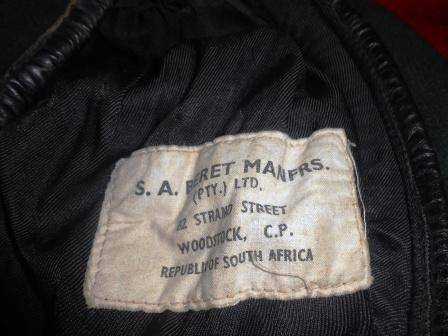 S. A. BERET MANFRS.
(PTY.) LTD.
STRAND STREET
WOODSTOCK, C.P.
REPUBLIC OF SOUTH AFRICA